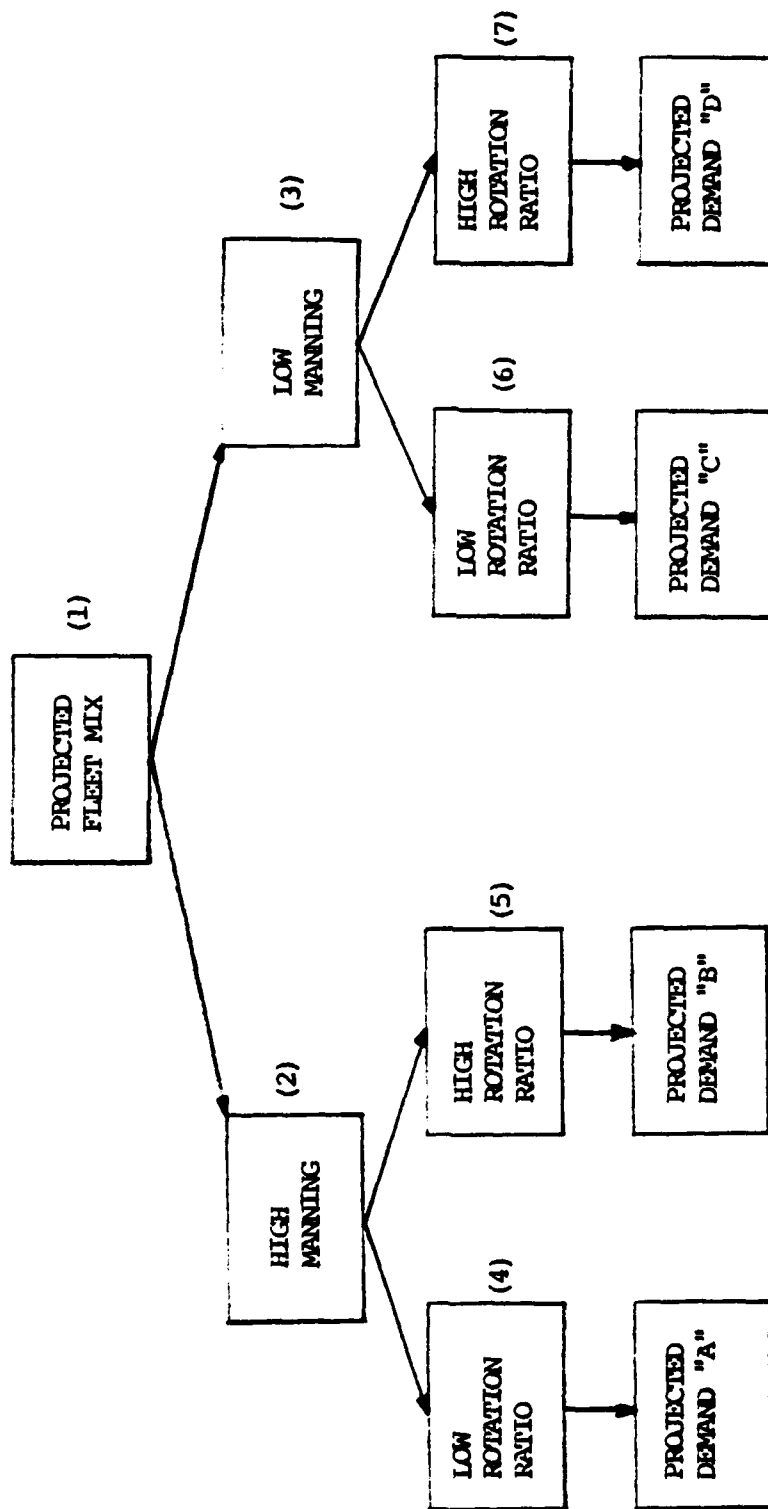 PROJECTED
FLEET MIX
(1)
HIGH
MANNING
(2)
LOW
MANNING
(3)
LOW
ROTATION
RATIO
(4)
HIGH
ROTATION
RATIO
(5)
LOW
ROTATION
RATIO
(6)
HIGH
ROTATION
RATIO
(7)
PROJECTED
DEMAND "A"
PROJECTED
DEMAND "B"
PROJECTED
DEMAND "C"
PROJECTED
DEMAND "D"